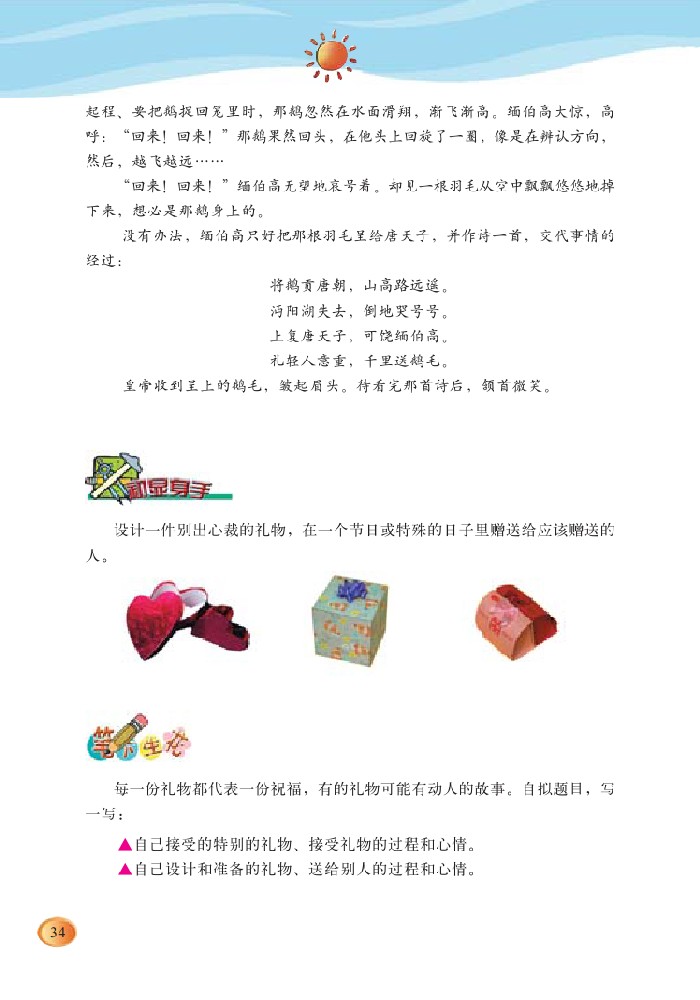 起程、要把鹅捉回笼里时，那鹅忽然在水面滑翔，渐飞渐高。缅伯高大惊，高
呼：“回来！回来！”那鹅果然回头，在他头上回旋了一圈，像是在辨认方向，
然后，越飞越远……
“回来！回来！”缅伯高无望地哀号着。却见一根羽毛从空中飘飘悠悠地掉
下来，想必是那鹅身上的。
没有办法，缅伯高只好把那根羽毛呈给唐天子，并作诗一首，交代事情的
经过：
将鹅贡唐朝，山高路远遥。
沔阳湖失去，倒地哭号号。
上复唐天子，可饶缅伯高。
礼轻人意重，千里送鹅毛。
皇帝收到呈上的鹅毛，皱起眉头。待看完那首诗后，颔首微笑。
初显身手
设计一件别出心裁的礼物，在一个节日或特殊的日子里赠送给应该赠送的
人。
笔下生花
每一份礼物都代表一份祝福，有的礼物可能有动人的故事。自拟题目，写
一写：
▲自己接受的特别的礼物、接受礼物的过程和心情。
▲自己设计和准备的礼物、送给别人的过程和心情。
34